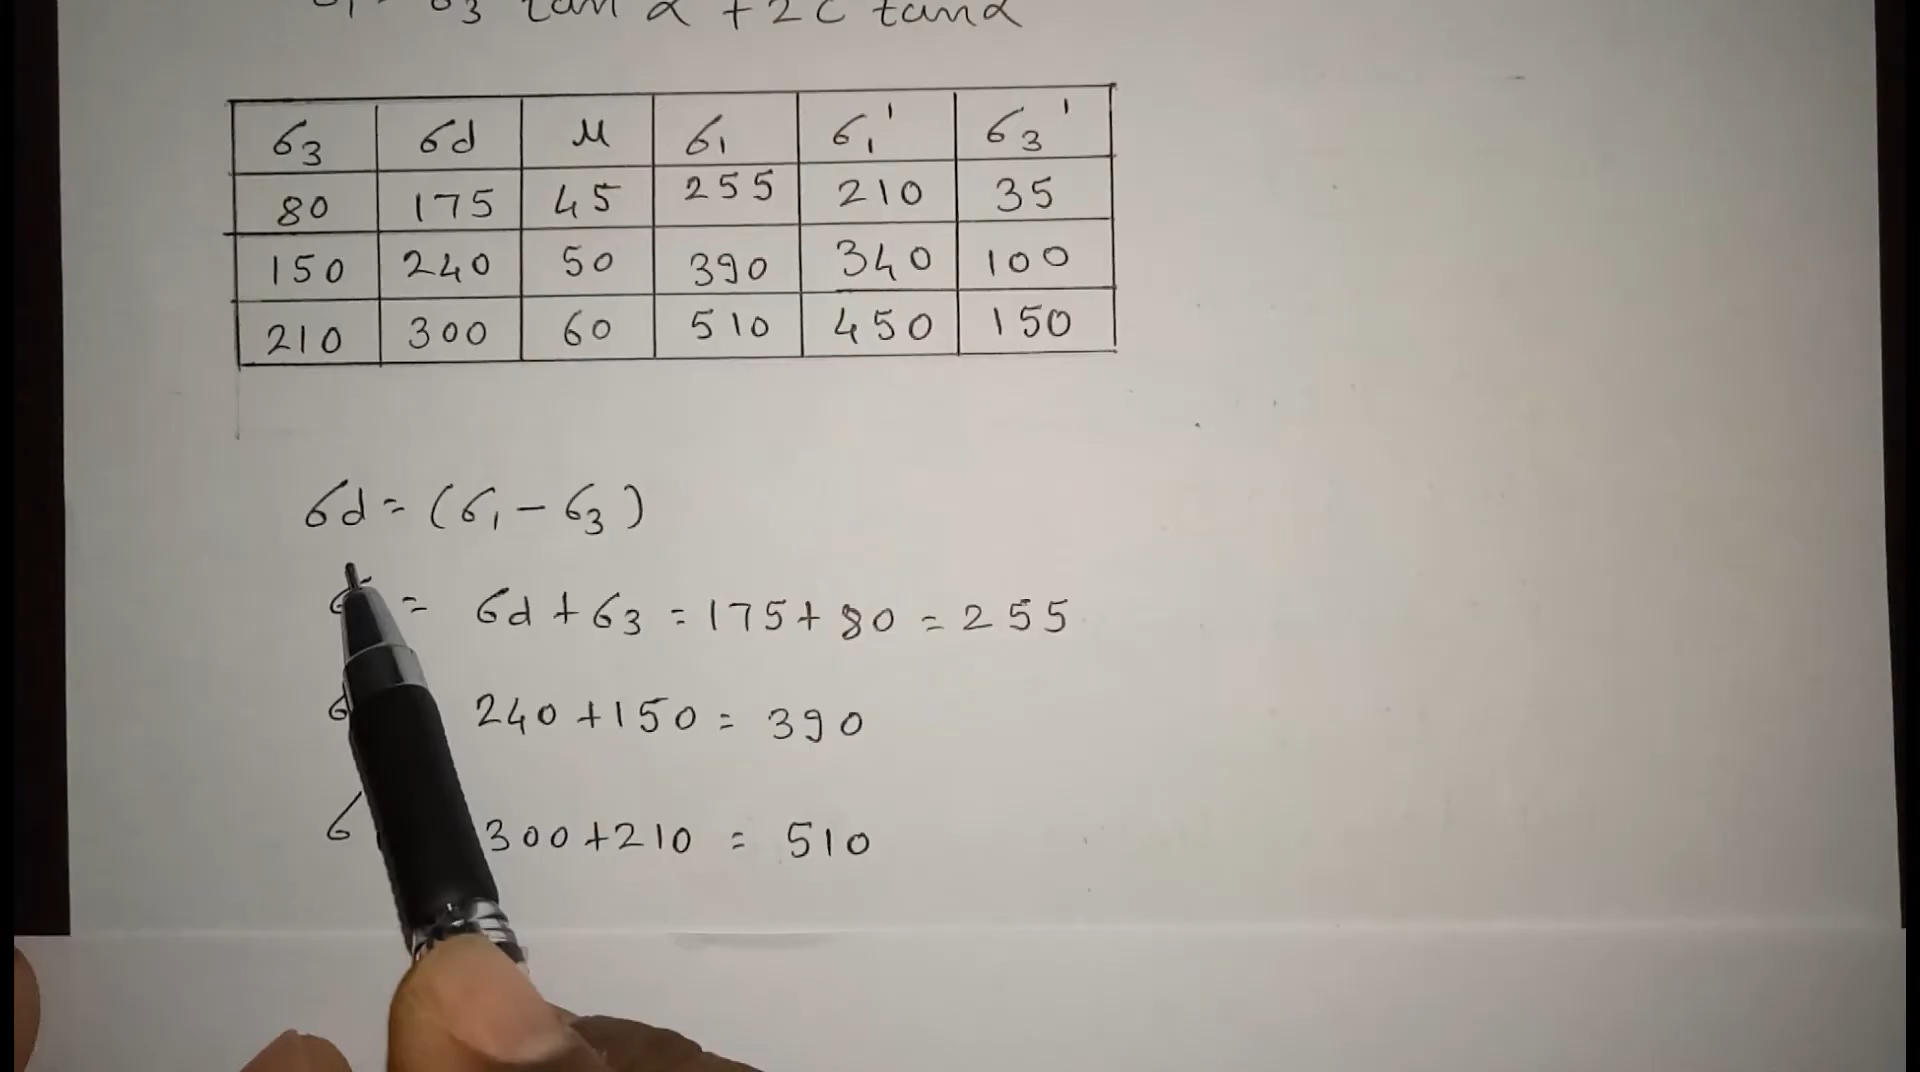 σ3 tan α + 2C tanα
σ3 σd u σ1 σ1' σ3'
80 175 45 255 210 35
150 240 50 390 340 100
210 300 60 510 450 150
σd = (σ1 - σ3)
= σd + σ3 = 175 + 80 = 255
240 + 150 = 390
300 + 210 = 510